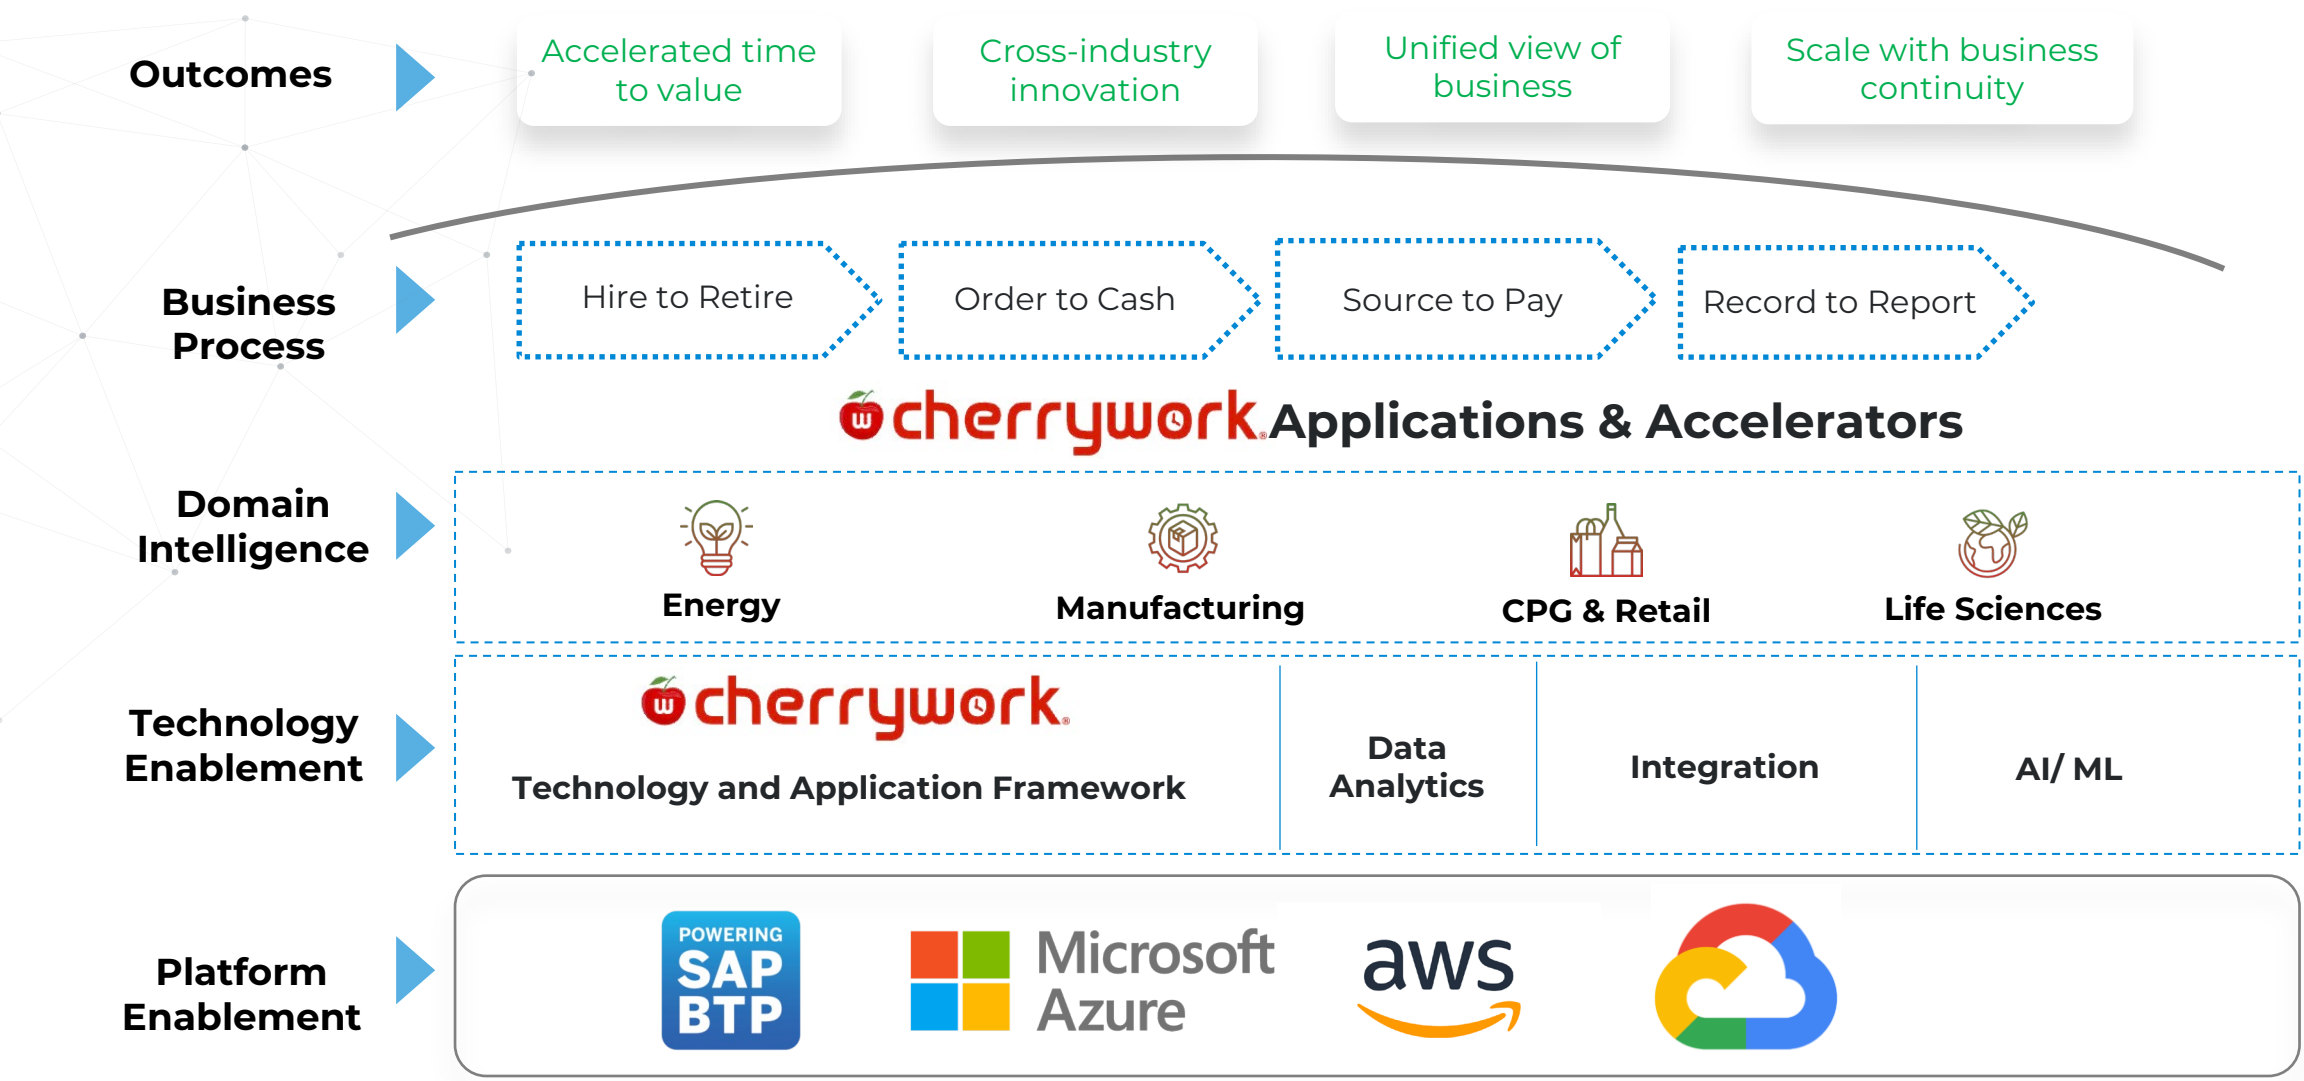 Outcomes
Accelerated time
to value
Cross-industry
innovation
Unified view of
business
Scale with business
continuity
Business
Process
Hire to Retire
Order to Cash
Source to Pay
Record to Report
w cherrywork® Applications & Accelerators
Domain
Intelligence
Energy
Manufacturing
CPG & Retail
Life Sciences
Technology
Enablement
w cherrywork®
Technology and Application Framework
Data
Analytics
Integration
AI/ ML
Platform
Enablement
POWERING
SAP
BTP
Microsoft
Azure
aws